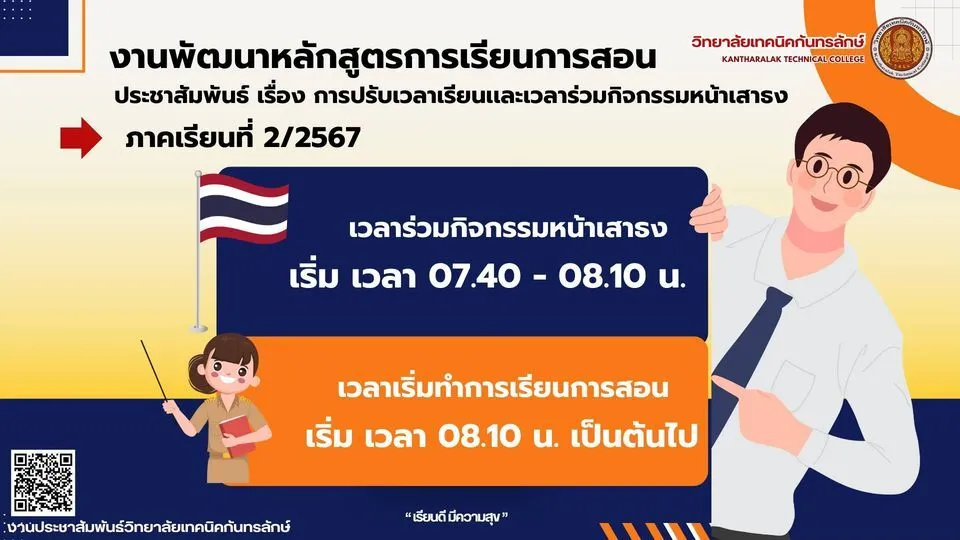 งานพัฒนาหลักสูตรการเรียนการสอน
วิทยาลัยเทคนิคกันทรลักษ์
KANTHARALAK TECHNICAL COLLEGE
ประชาสัมพันธ์ เรื่อง การปรับเวลาเรียนและเวลาร่วมกิจกรรมหน้าเสาธง
ภาคเรียนที่ 2/2567
เวลาร่วมกิจกรรมหน้าเสาธง
เริ่ม เวลา 07.40 - 08.10 น.
เวลาเริ่มทำการเรียนการสอน
เริ่ม เวลา 08.10 น. เป็นต้นไป
“เรียนดี มีความสุข”
งานประชาสัมพันธ์วิทยาลัยเทคนิคกันทรลักษ์